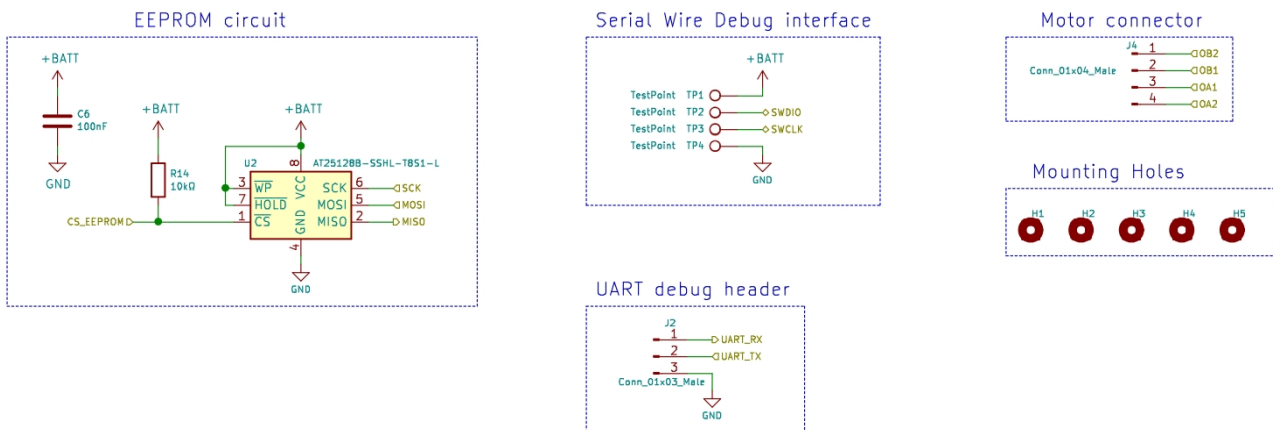 EEPROM circuit
+BATT
C6
100nF
GND
+BATT
R14
10kΩ
CS_EEPROM
+BATT
U2
AT25128B-SSHL-T8S1-L
8
3 WP
7 HOLD
1 CS
VCC
GND
SCK 6 SCK
MOSI 5 MOSI
MISO 2 MISO
4
GND
Serial Wire Debug interface
+BATT
TestPoint TP1
TestPoint TP2 SWDIO
TestPoint TP3 SWCLK
TestPoint TP4
GND
UART debug header
J2
1 UART_RX
2 UART_TX
3
Conn_01x03_Male
GND
Motor connector
J4
Conn_01x04_Male
1 OB2
2 OB1
3 OA1
4 OA2
Mounting Holes
H1 H2 H3 H4 H5